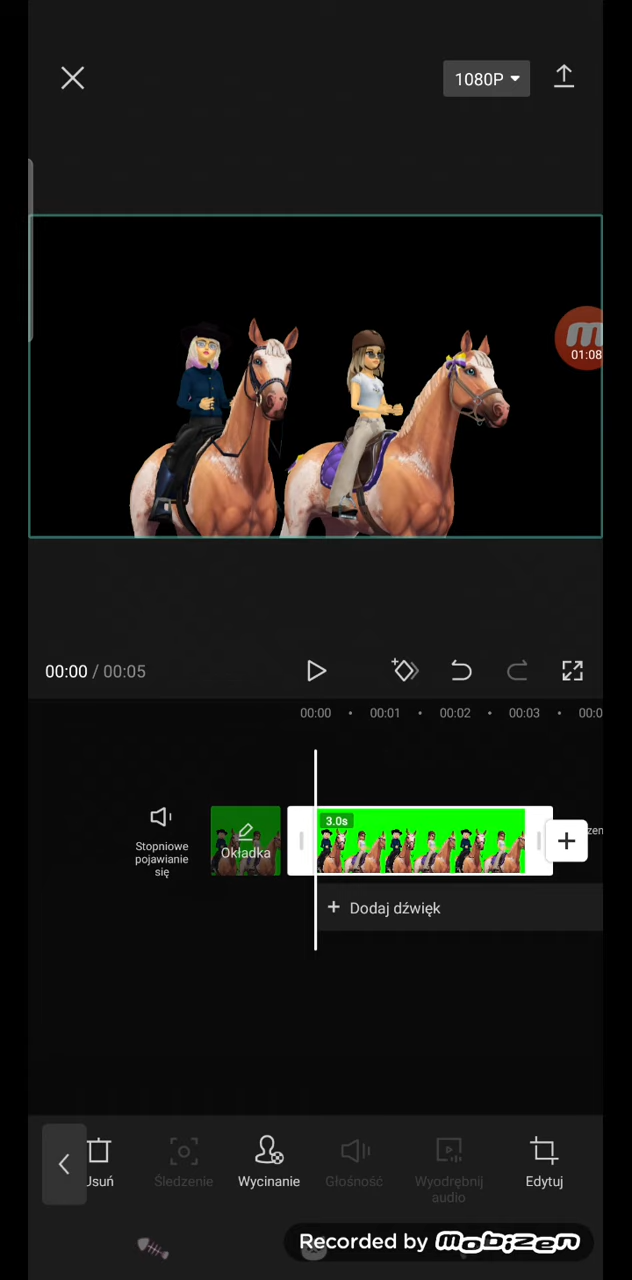 1080P
m
01:08
00:00 / 00:05
00:00 • 00:01 • 00:02 • 00:03 • 00:0
3.0s
Okładka
Stopniowe
pojawianie
się
zen
+ Dodaj dźwięk
Usuń
Śledzenie
Wycinanie
Głośność
Wyodrębnij
audio
Edytuj
Recorded by mobizen